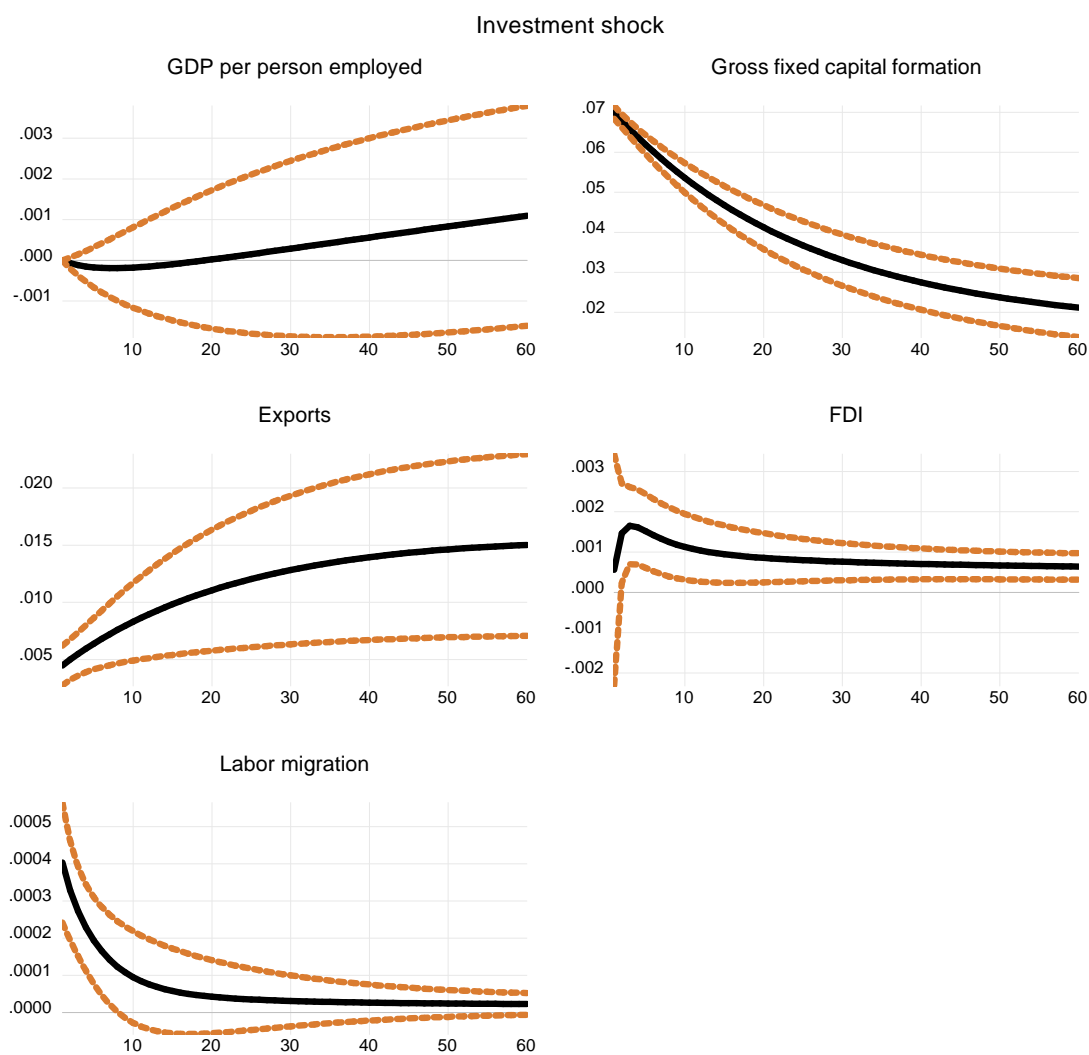 Investment shock
GDP per person employed
.003
.002
.001
.000
-.001
10 20 30 40 50 60
Gross fixed capital formation
.07
.06
.05
.04
.03
.02
10 20 30 40 50 60
Exports
.020
.015
.010
.005
10 20 30 40 50 60
FDI
.003
.002
.001
.000
-.001
-.002
10 20 30 40 50 60
Labor migration
.0005
.0004
.0003
.0002
.0001
.0000
10 20 30 40 50 60